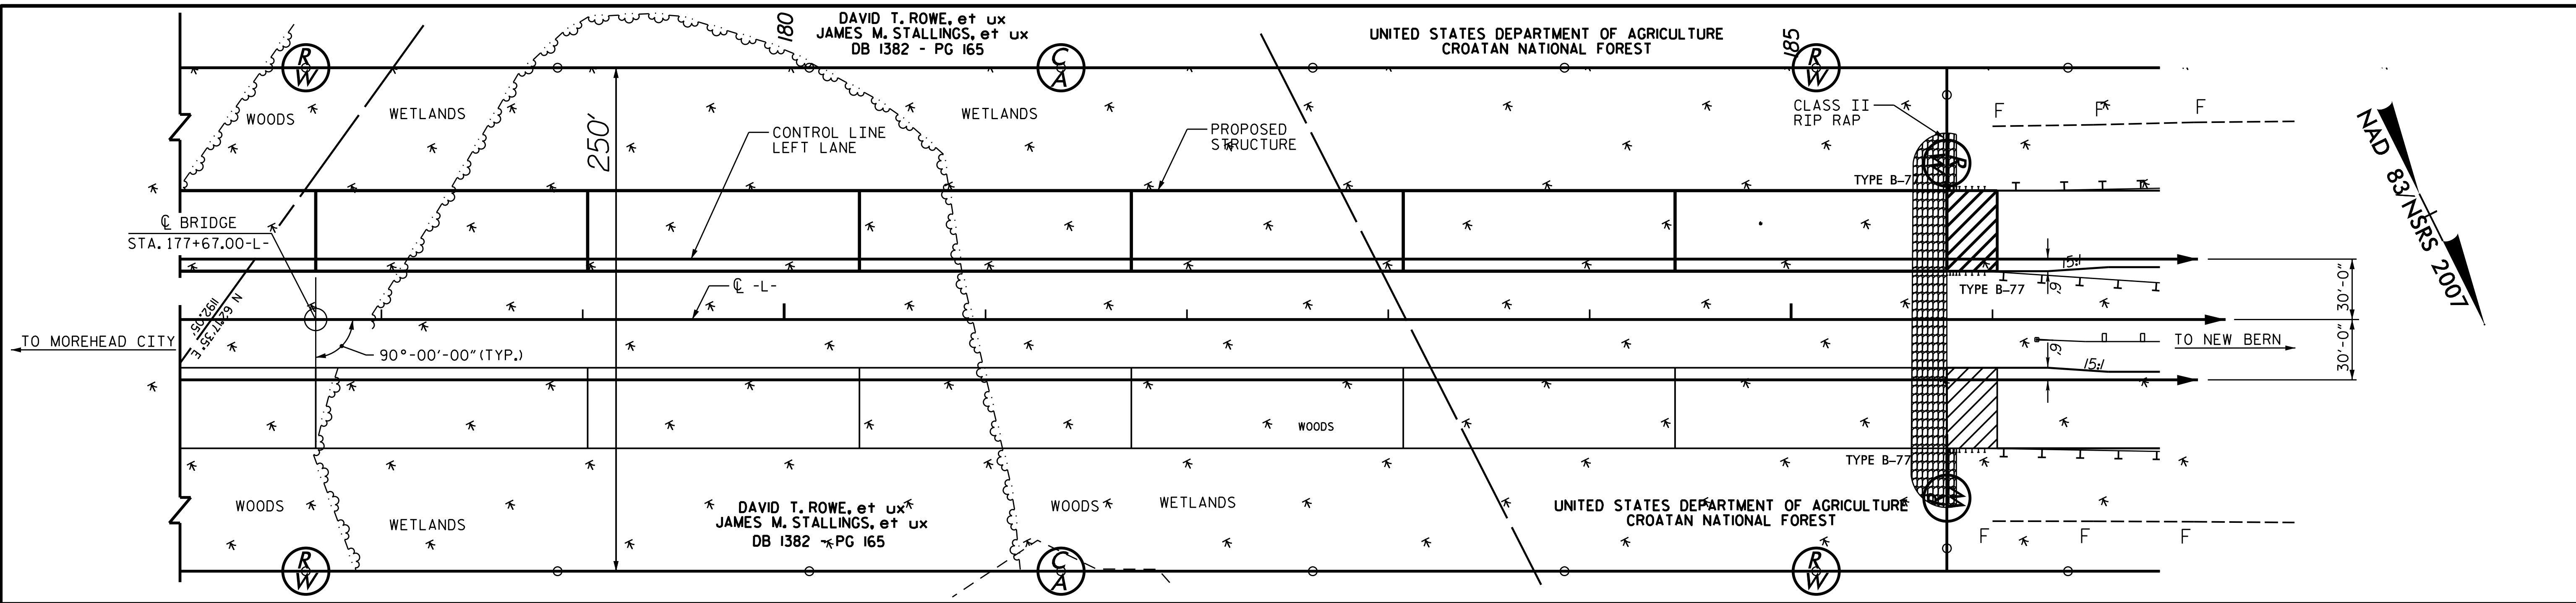 180
DAVID T. ROWE, et ux
JAMES M. STALLINGS, et ux
DB 1382 - PG 165
UNITED STATES DEPARTMENT OF AGRICULTURE
CROATAN NATIONAL FOREST
185
R
W
C
A
R
W
WOODS
WETLANDS
250'
WETLANDS
CONTROL LINE
LEFT LANE
PROPOSED
STRUCTURE
CLASS II
RIP RAP
F
F
F
NAD 83/NSRS 2007
TYPE B-77
℄ BRIDGE
STA. 177+67.00-L-
℄ -L-
15:1
6'
TYPE B-77
30'-0"
TO MOREHEAD CITY
90°-00'-00" (TYP.)
TO NEW BERN
6'
15:1
30'-0"
WOODS
TYPE B-77
WOODS
WETLANDS
DAVID T. ROWE, et ux
JAMES M. STALLINGS, et ux
DB 1382 - PG 165
WOODS
WETLANDS
UNITED STATES DEPARTMENT OF AGRICULTURE
CROATAN NATIONAL FOREST
F
F
F
R
W
C
A
R
W